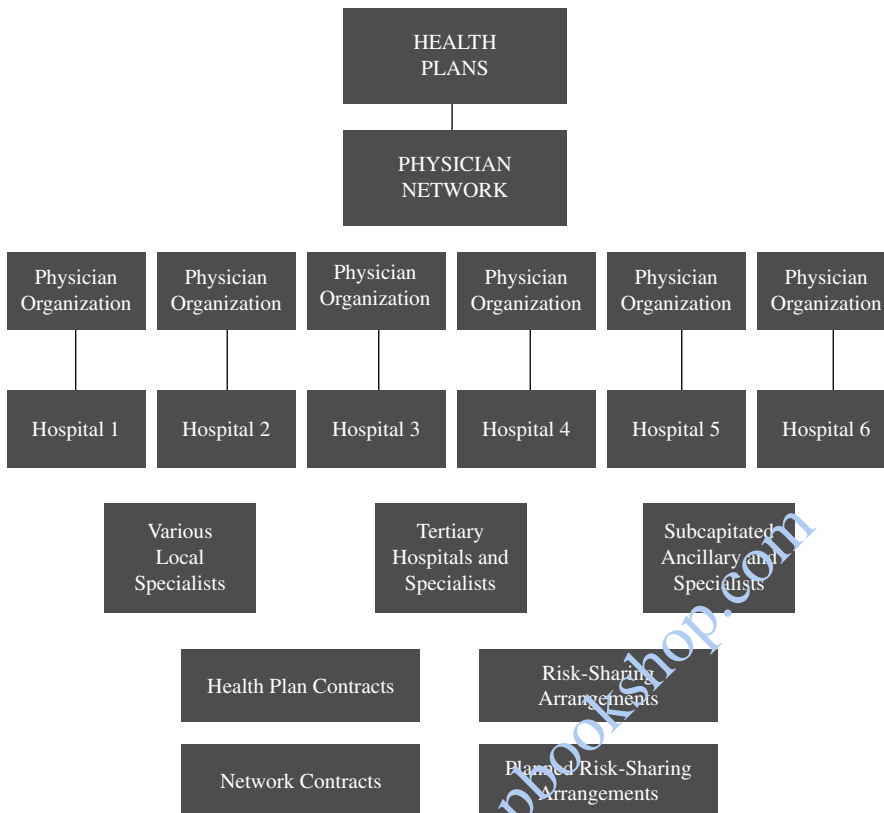 HEALTH
PLANS
PHYSICIAN
NETWORK
Physician
Organization
Physician
Organization
Physician
Organization
Physician
Organization
Physician
Organization
Physician
Organization
Hospital 1
Hospital 2
Hospital 3
Hospital 4
Hospital 5
Hospital 6
Various
Local
Specialists
Tertiary
Hospitals and
Specialists
Subcapitated
Ancillary and
Specialists
Health Plan Contracts
Risk-Sharing
Arrangements
Network Contracts
Planned Risk-Sharing
Arrangements
pbookshop.com